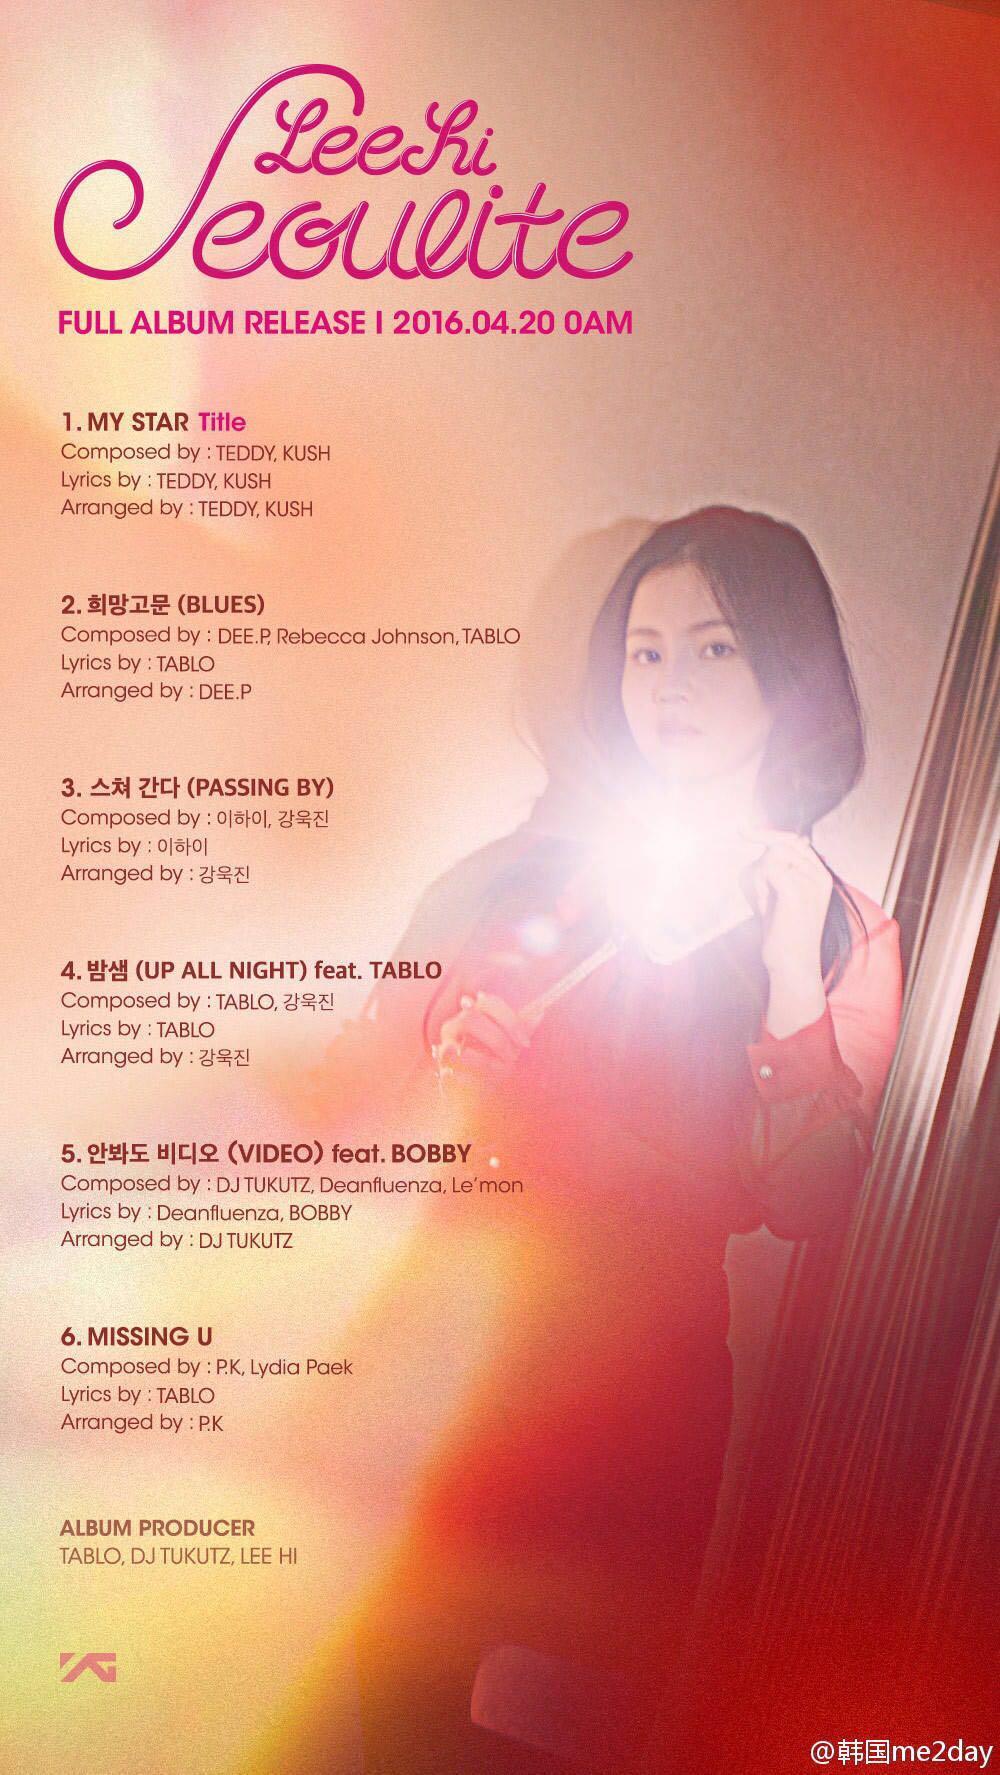 LeeHi
Seoulite
FULL ALBUM RELEASE I 2016.04.20 0AM
1. MY STAR Title
Composed by : TEDDY, KUSH
Lyrics by : TEDDY, KUSH
Arranged by : TEDDY, KUSH
2. 희망고문 (BLUES)
Composed by : DEE.P, Rebecca Johnson, TABLO
Lyrics by : TABLO
Arranged by : DEE.P
3. 스쳐 간다 (PASSING BY)
Composed by : 이하이, 강욱진
Lyrics by : 이하이
Arranged by : 강욱진
4. 밤샘 (UP ALL NIGHT) feat. TABLO
Composed by : TABLO, 강욱진
Lyrics by : TABLO
Arranged by : 강욱진
5. 안봐도 비디오 (VIDEO) feat. BOBBY
Composed by : DJ TUKUTZ, Deanfluenza, Le'mon
Lyrics by : Deanfluenza, BOBBY
Arranged by : DJ TUKUTZ
6. MISSING U
Composed by : P.K, Lydia Paek
Lyrics by : TABLO
Arranged by : P.K
ALBUM PRODUCER
TABLO, DJ TUKUTZ, LEE HI
YG
@韩国me2day